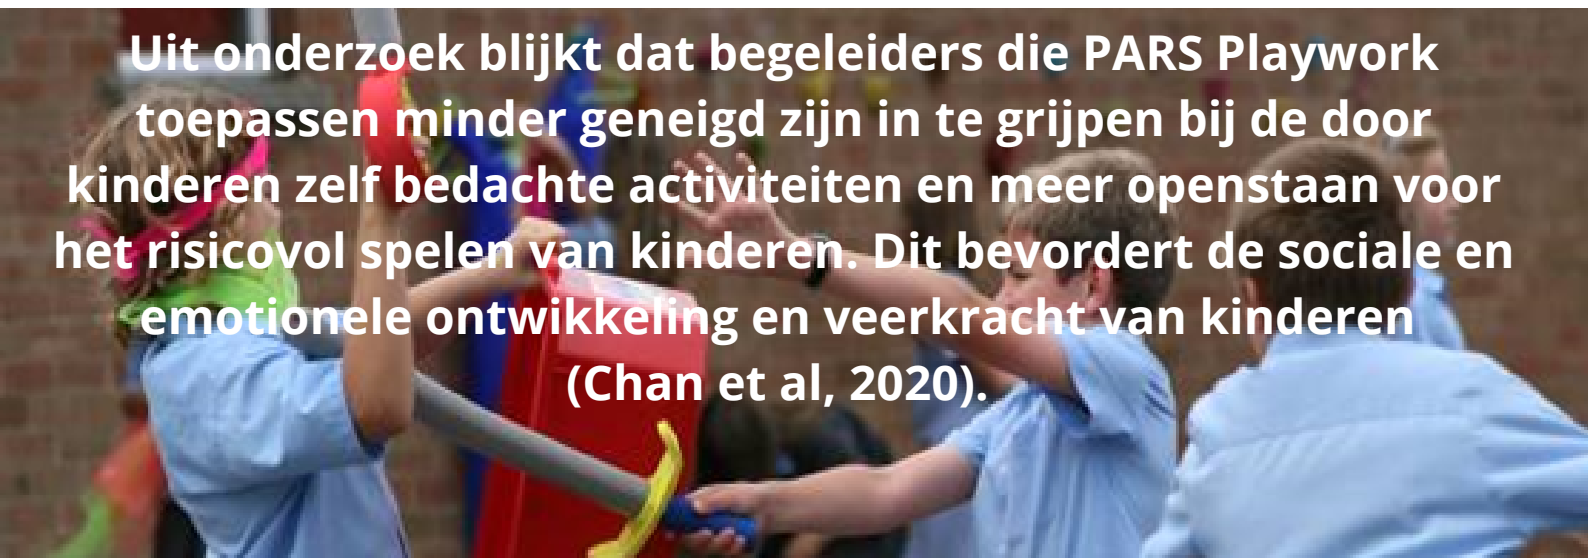 Uit onderzoek blijkt dat begeleiders die PARS Playwork
toepassen minder geneigd zijn in te grijpen bij de door
kinderen zelf bedachte activiteiten en meer openstaan voor
het risicovol spelen van kinderen. Dit bevordert de sociale en
emotionele ontwikkeling en veerkracht van kinderen
(Chan et al, 2020).